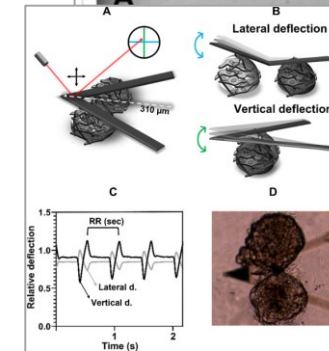 A
A
B
Lateral deflection
310 µm
Vertical deflection
C
D
1.5
1.0
0.5
0.0
Relative deflection
RR (sec)
Lateral d.
Vertical d.
1
2
Time (s)